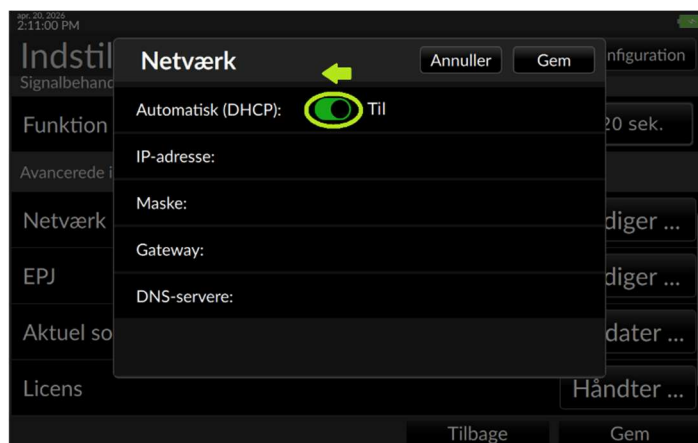 apr. 20, 2026
2:11:00 PM
Indstil
Netværk
Annuller
Gem
nfiguration
Signalbehand
Automatisk (DHCP):
Til
Funktion
20 sek.
IP-adresse:
Avancerede i
Maske:
Netværk
diger ...
Gateway:
EPJ
diger ...
DNS-servere:
Aktuel so
dater ...
Licens
Håndter ...
Tilbage
Gem